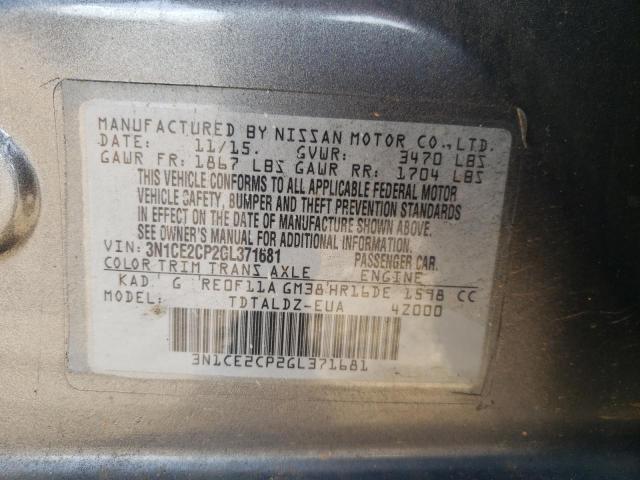 MANUFACTURED BY NISSAN MOTOR CO., LTD.
DATE: 11/15. GVWR: 3470 LBS
GAWR FR: 1867 LBS GAWR RR: 1704 LBS
THIS VEHICLE CONFORMS TO ALL APPLICABLE FEDERAL MOTOR
VEHICLE SAFETY, BUMPER AND THEFT PREVENTION STANDARDS
IN EFFECT ON THE DATE OF MANUFACTURE SHOWN ABOVE.
SEE OWNER'S MANUAL FOR ADDITIONAL INFORMATION.
VIN: 3N1CE2CP2GL371681 PASSENGER CAR.
COLOR TRIM TRANS AXLE ENGINE
KAD G RE0F11A GM38 HR16DE 1598 CC
MODEL: TDTALDZ-EUA 4Z000
3N1CE2CP2GL371681